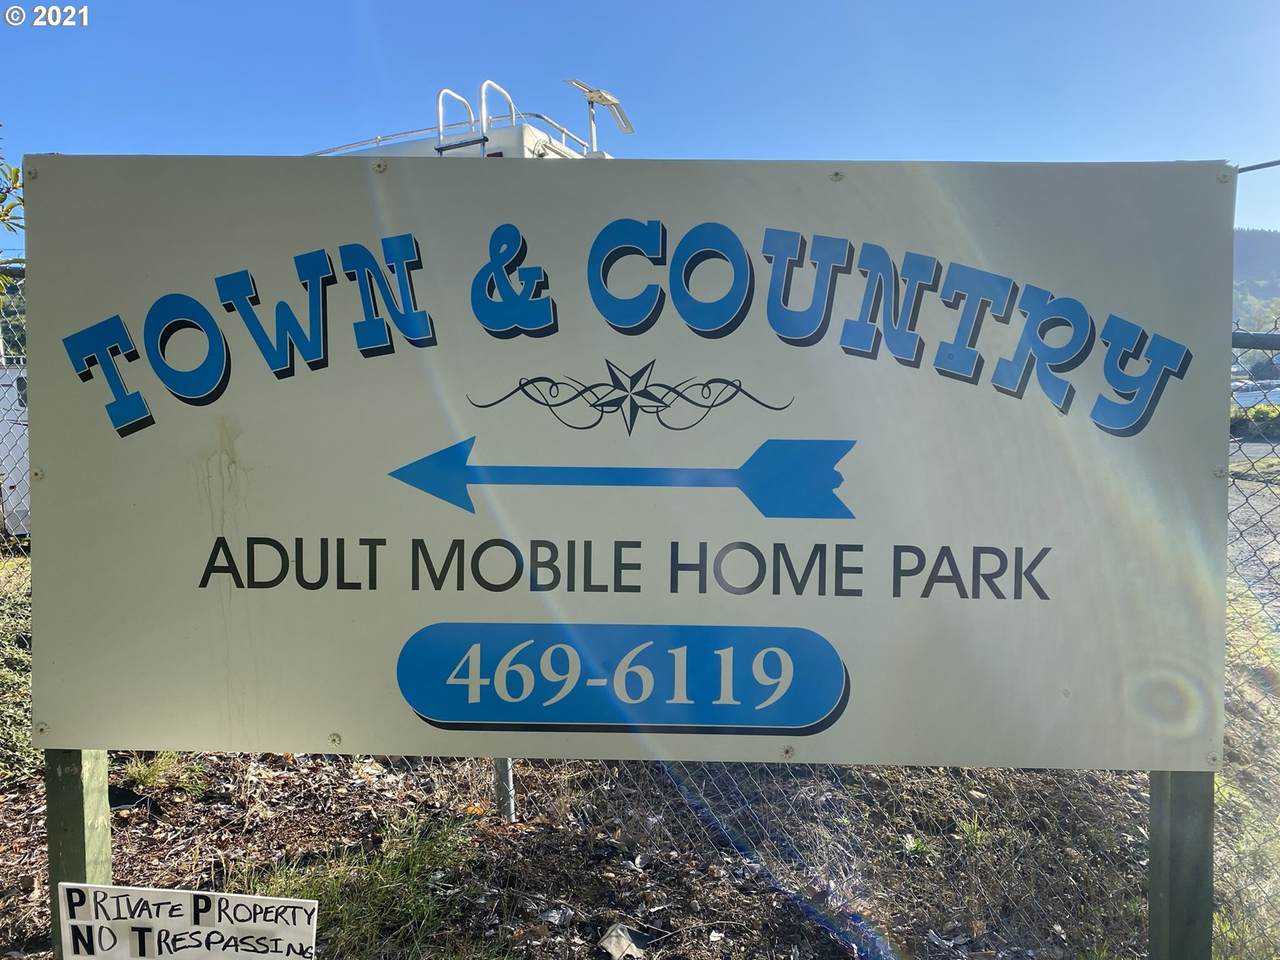 © 2021
TOWN & COUNTRY
ADULT MOBILE HOME PARK
469-6119
PRIVATE PROPERTY
NO TRESPASSING